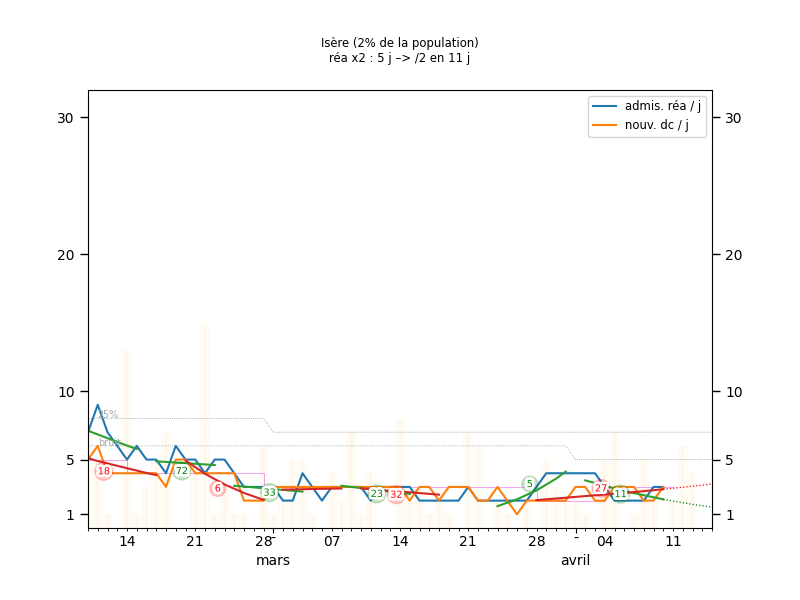 Isère (2% de la population)
réa x2 : 5 j –> /2 en 11 j
admis. réa / j
nouv. dc / j
30 30
20 20
10 10
5 5
1 1
25%
brut
18 72 6 33 23 32 5 27 11
14 21 28 07 14 21 28 - 04 11
mars avril